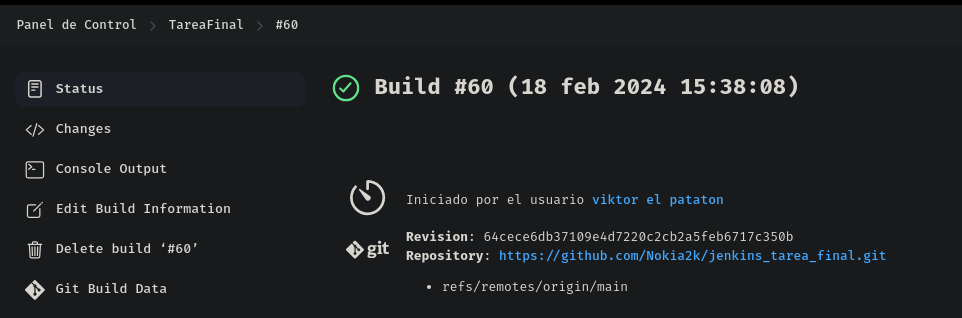 Panel de Control > TareaFinal > #60
Status
Changes
Console Output
Edit Build Information
Delete build ‘#60’
Git Build Data
Build #60 (18 feb 2024 15:38:08)
Iniciado por el usuario viktor el pataton
git
Revision: 64cece6db37109e4d7220c2cb2a5feb6717c350b
Repository: https://github.com/Nokia2k/jenkins_tarea_final.git
• refs/remotes/origin/main